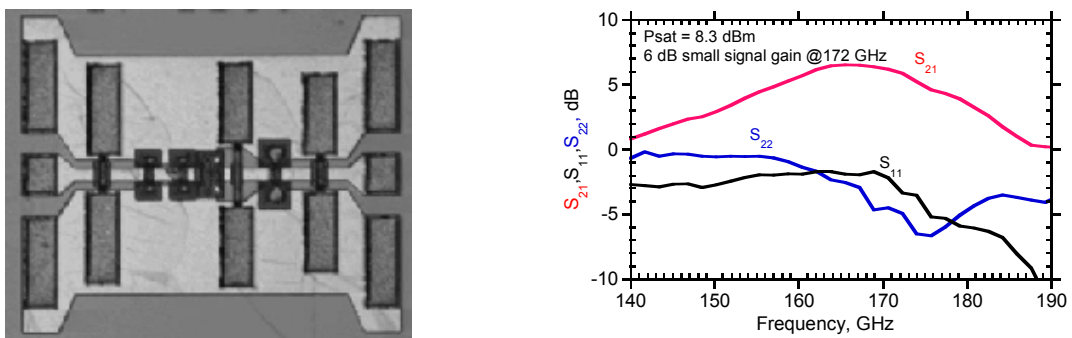 10
Psat = 8.3 dBm
6 dB small signal gain @172 GHz
S21
5
S21,S11,S22, dB
0
S22
S11
-5
-10
140 150 160 170 180 190
Frequency, GHz